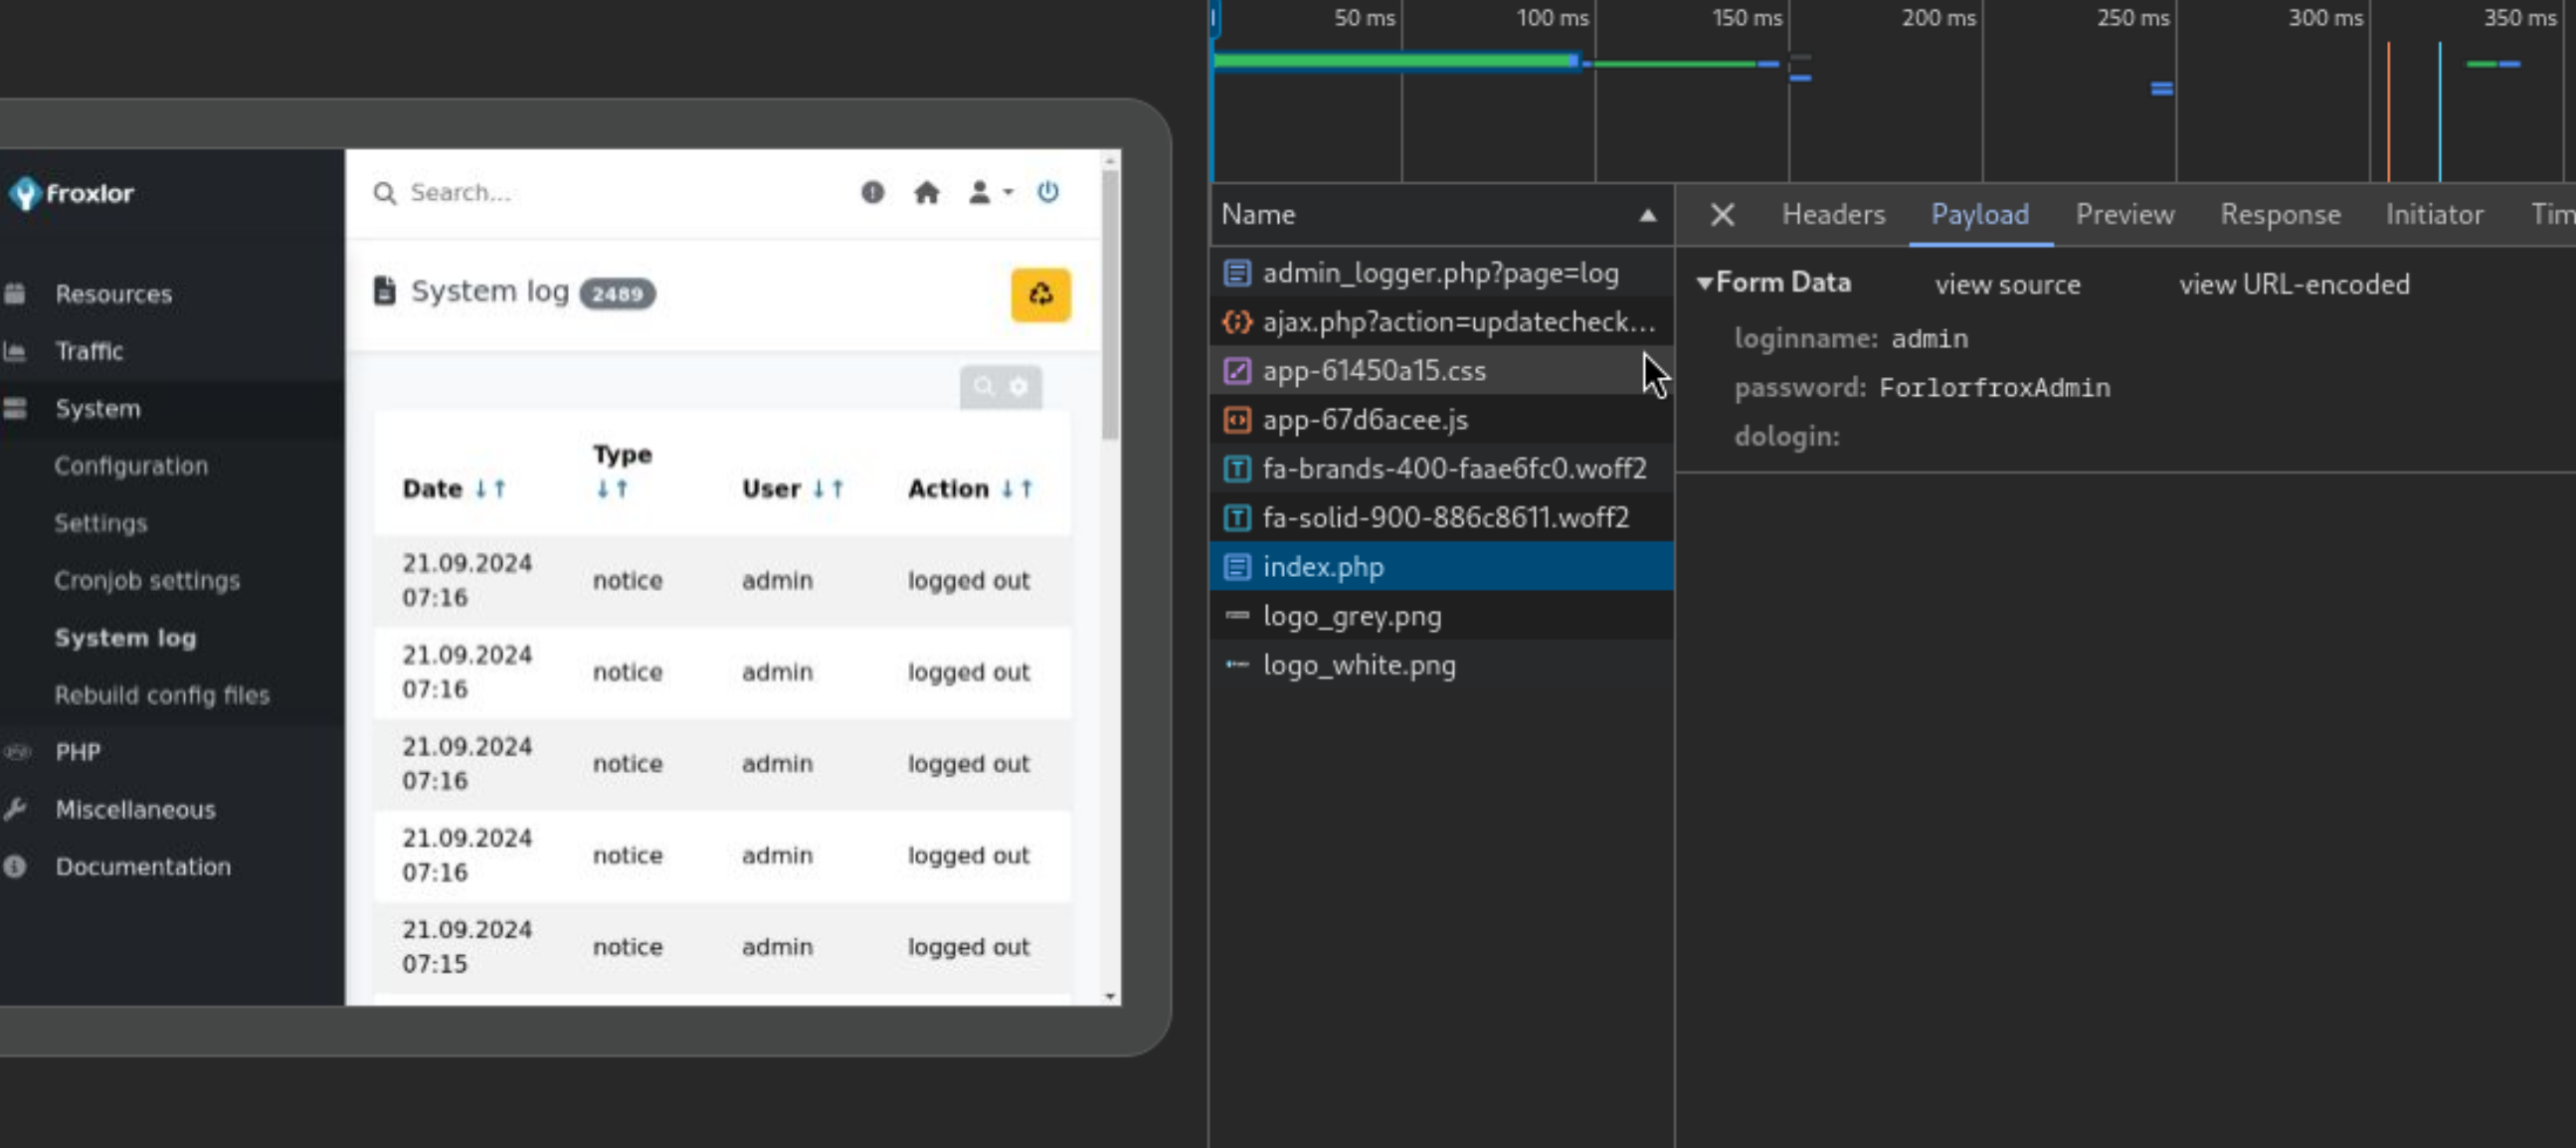 froxlor
Resources
Traffic
System
Configuration
Settings
Cronjob settings
System log
Rebuild config files
PHP
Miscellaneous
Documentation
Search...
System log 2489
Date Type User Action
21.09.2024 07:16 notice admin logged out
21.09.2024 07:16 notice admin logged out
21.09.2024 07:16 notice admin logged out
21.09.2024 07:16 notice admin logged out
21.09.2024 07:15 notice admin logged out
50 ms 100 ms 150 ms 200 ms 250 ms 300 ms 350 ms
Name
admin_logger.php?page=log
ajax.php?action=updatecheck...
app-61450a15.css
app-67d6acee.js
fa-brands-400-faae6fc0.woff2
fa-solid-900-886c8611.woff2
index.php
logo_grey.png
logo_white.png
Headers Payload Preview Response Initiator Tim
Form Data view source view URL-encoded
loginname: admin
password: ForlorfroxAdmin
dologin: